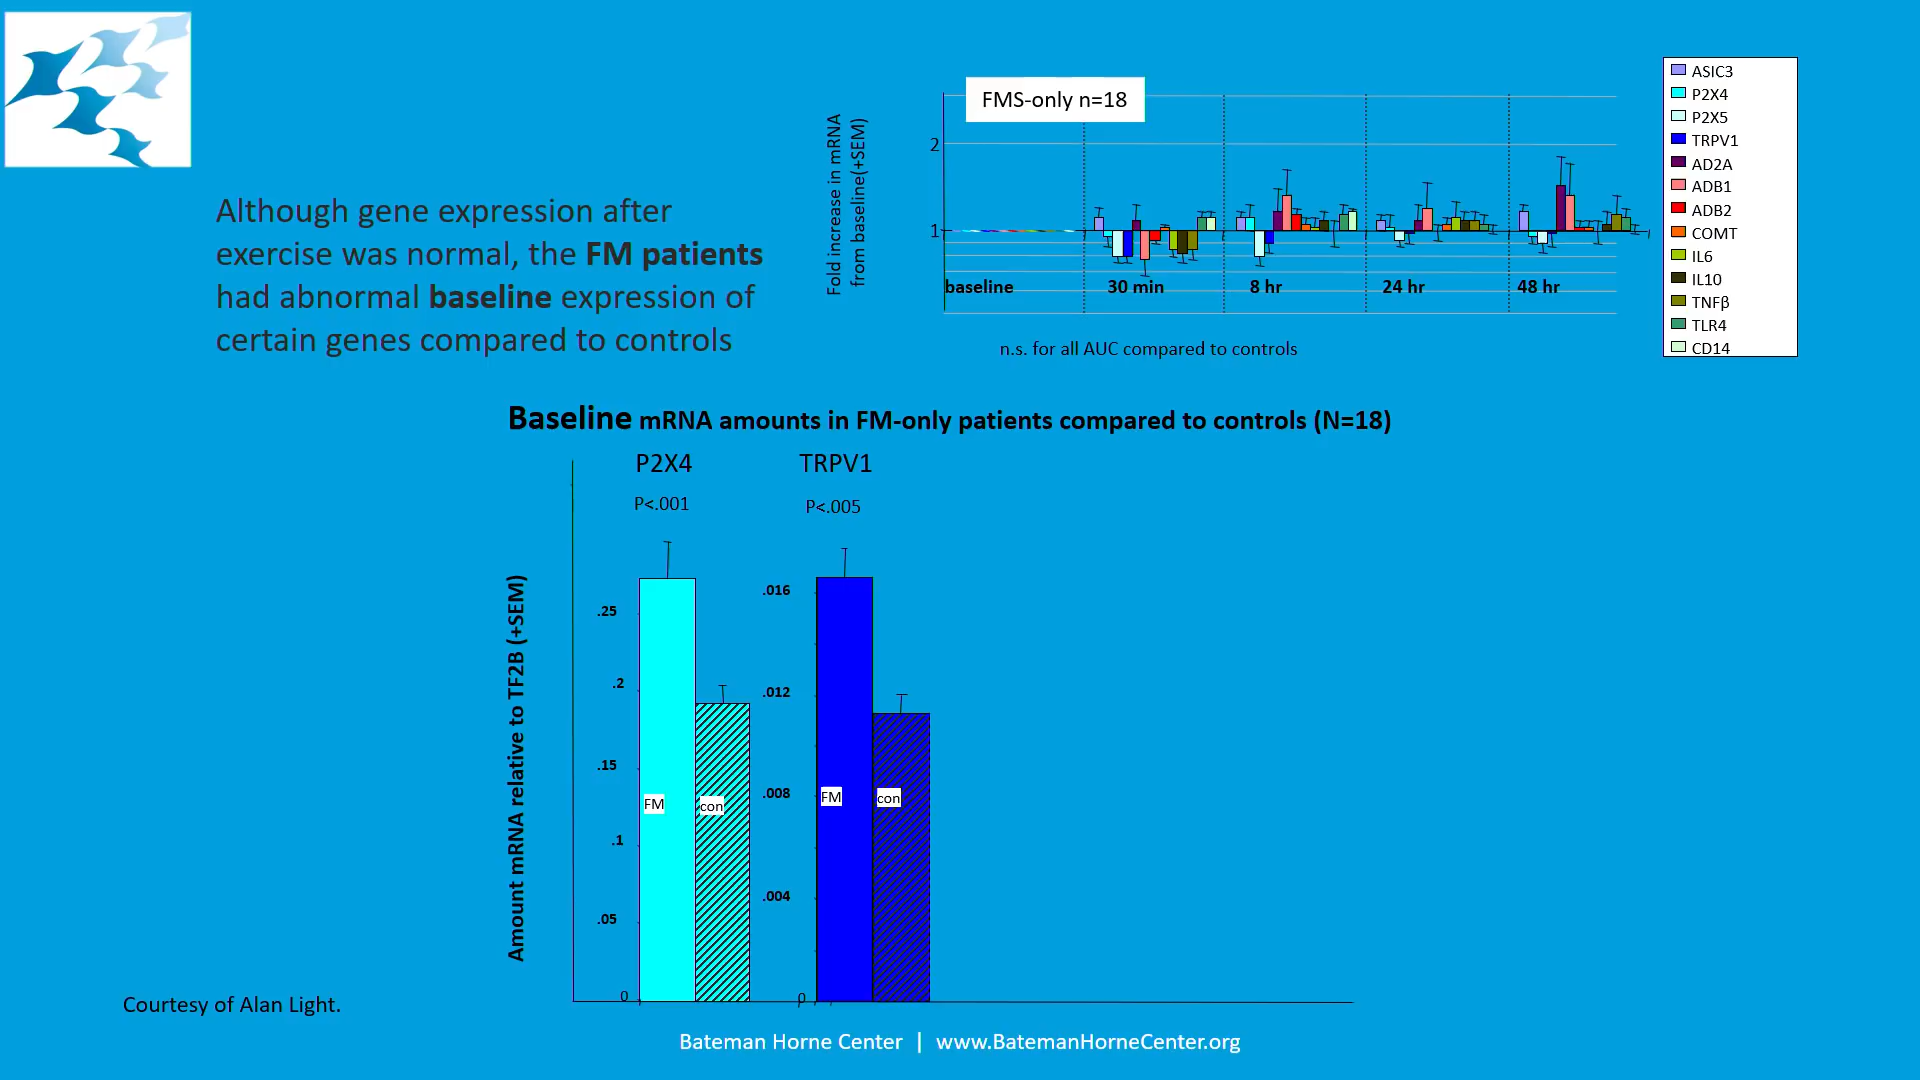 Although gene expression after
exercise was normal, the FM patients
had abnormal baseline expression of
certain genes compared to controls
FMS-only n=18
Fold increase in mRNA
from baseline(+SEM)
2
1
baseline 30 min 8 hr 24 hr 48 hr
n.s. for all AUC compared to controls
ASIC3
P2X4
P2X5
TRPV1
AD2A
ADB1
ADB2
COMT
IL6
IL10
TNFβ
TLR4
CD14
Baseline mRNA amounts in FM-only patients compared to controls (N=18)
P2X4 TRPV1
P<.001 P<.005
Amount mRNA relative to TF2B (+SEM)
.25
.2
.15
.1
.05
0
FM con
.016
.012
.008
.004
0
FM con
Courtesy of Alan Light.
Bateman Horne Center | www.BatemanHorneCenter.org